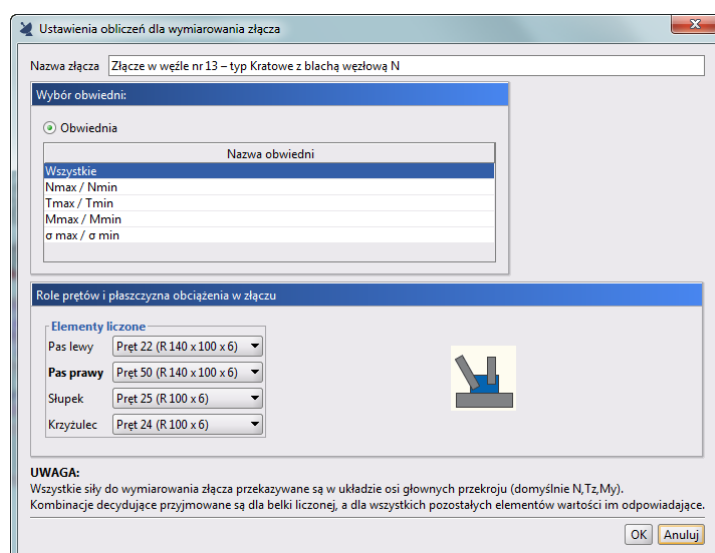 Ustawienia obliczeń dla wymiarowania złącza
Nazwa złącza Złącze w węźle nr 13 – typ Kratowe z blachą węzłową N
Wybór obwiedni:
Obwiednia
Nazwa obwiedni
Wszystkie
Nmax / Nmin
Tmax / Tmin
Mmax / Mmin
σ max / σ min
Role prętów i płaszczyzna obciążenia w złączu
Elementy liczone
Pas lewy Pręt 22 (R 140 x 100 x 6)
Pas prawy Pręt 50 (R 140 x 100 x 6)
Słupek Pręt 25 (R 100 x 6)
Krzyżulec Pręt 24 (R 100 x 6)
UWAGA:
Wszystkie siły do wymiarowania złącza przekazywane są w układzie osi głownych przekroju (domyślnie N,Tz,My).
Kombinacje decydujące przyjmowane są dla belki liczonej, a dla wszystkich pozostałych elementów wartości im odpowiadające.
OK Anuluj